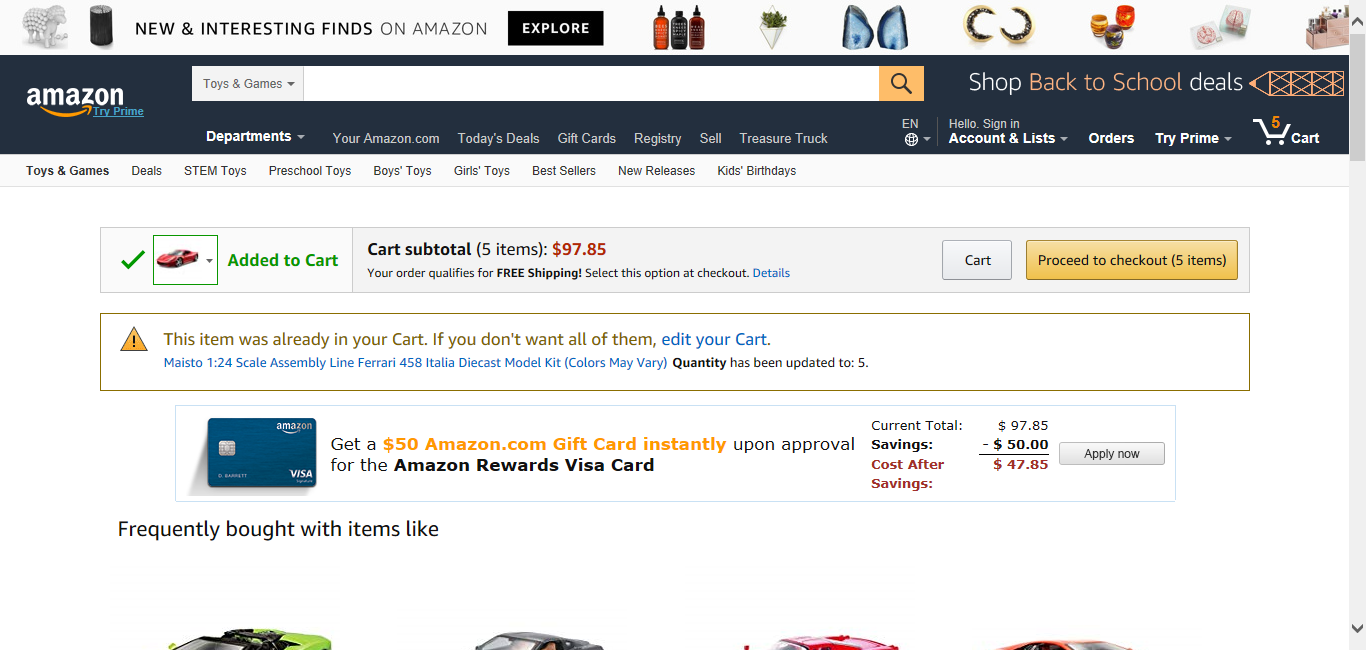 NEW & INTERESTING FINDS ON AMAZON EXPLORE
Toys & Games
Shop Back to School deals
amazon
Try Prime
Departments Your Amazon.com Today's Deals Gift Cards Registry Sell Treasure Truck
EN
Hello. Sign in
Account & Lists
Orders
Try Prime
5
Cart
Toys & Games Deals STEM Toys Preschool Toys Boys' Toys Girls' Toys Best Sellers New Releases Kids' Birthdays
Added to Cart
Cart subtotal (5 items): $97.85
Your order qualifies for FREE Shipping! Select this option at checkout. Details
Cart
Proceed to checkout (5 items)
This item was already in your Cart. If you don't want all of them, edit your Cart.
Maisto 1:24 Scale Assembly Line Ferrari 458 Italia Diecast Model Kit (Colors May Vary) Quantity has been updated to: 5.
amazon
D. BARRETT
VISA
Signature
Get a $50 Amazon.com Gift Card instantly upon approval
for the Amazon Rewards Visa Card
Current Total: $ 97.85
Savings: - $ 50.00
Cost After $ 47.85
Savings:
Apply now
Frequently bought with items like